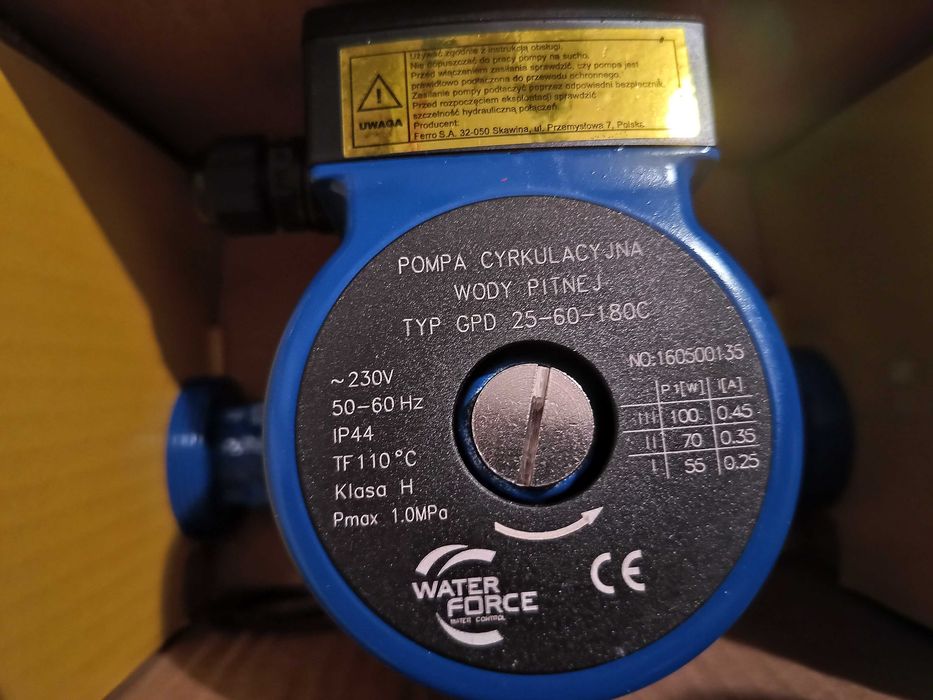 Używać zgodnie z instrukcją obsługi.
Nie dopuszczać do pracy pompy na sucho.
Przed włączeniem zasilania sprawdzić, czy pompa jest
prawidłowo podłączona do przewodu ochronnego.
Zasilanie pompy podłączyć poprzez odpowiedni bezpiecznik.
Przed rozpoczęciem eksploatacji sprawdzić
szczelność hydrauliczną połączeń.
Producent:
Ferro S.A. 32-050 Skawina, ul. Przemysłowa 7, Polska
UWAGA
POMPA CYRKULACYJNA
WODY PITNEJ
TYP GPD 25-60-180C
NO:160500135
~230V
50-60 Hz
IP44
TF 110 °C
Klasa H
Pmax 1.0MPa
P1[W] I[A]
III 100 0.45
II 70 0.35
I 55 0.25
WATER
FORCE
WATER CONTROL
CE